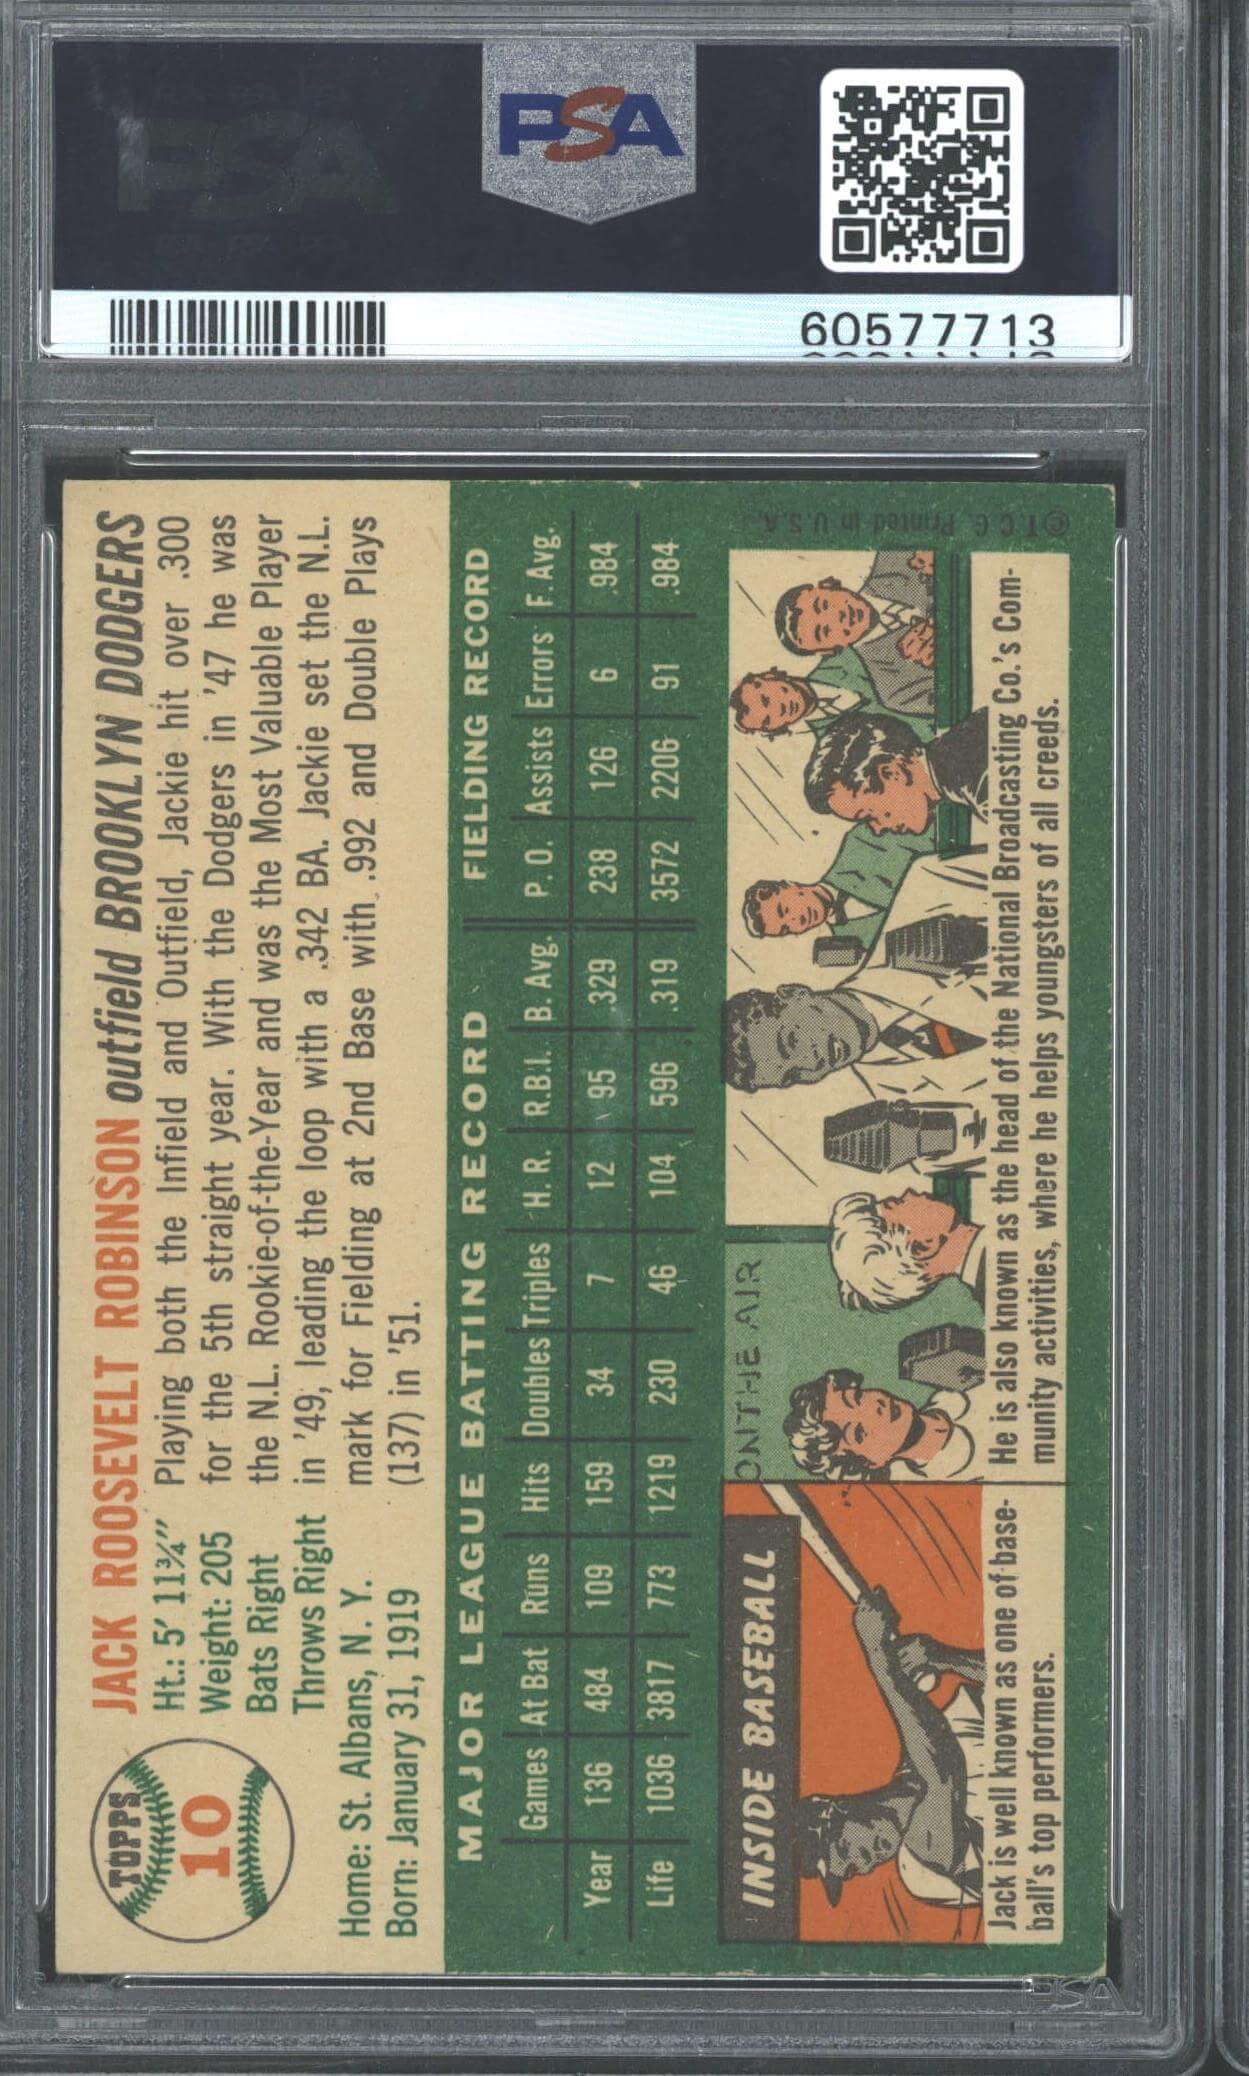 PSA
60577713
TOPPS
10
JACK ROOSEVELT ROBINSON outfield BROOKLYN DODGERS
Ht.: 5' 11¾"
Weight: 205
Bats Right
Throws Right
Home: St. Albans, N. Y.
Born: January 31, 1919
Playing both the Infield and Outfield, Jackie hit over .300
for the 5th straight year. With the Dodgers in '47 he was
the N.L. Rookie-of-the-Year and was the Most Valuable Player
in '49, leading the loop with a .342 BA. Jackie set the N.L.
mark for Fielding at 2nd Base with .992 and Double Plays
(137) in '51.
MAJOR LEAGUE BATTING RECORD FIELDING RECORD
Games At Bat Runs Hits Doubles Triples H. R. R.B.I. B. Avg. P. O. Assists Errors F. Avg.
Year 136 484 109 159 34 7 12 95 .329 238 126 6 .984
Life 1036 3817 773 1219 230 46 104 596 .319 3572 2206 91 .984
INSIDE BASEBALL
Jack is well known as one of base-
ball's top performers.
ON THE AIR
He is also known as the head of the National Broadcasting Co.'s Com-
munity activities, where he helps youngsters of all creeds.
© T. C. G. Printed in U.S.A.
PSA